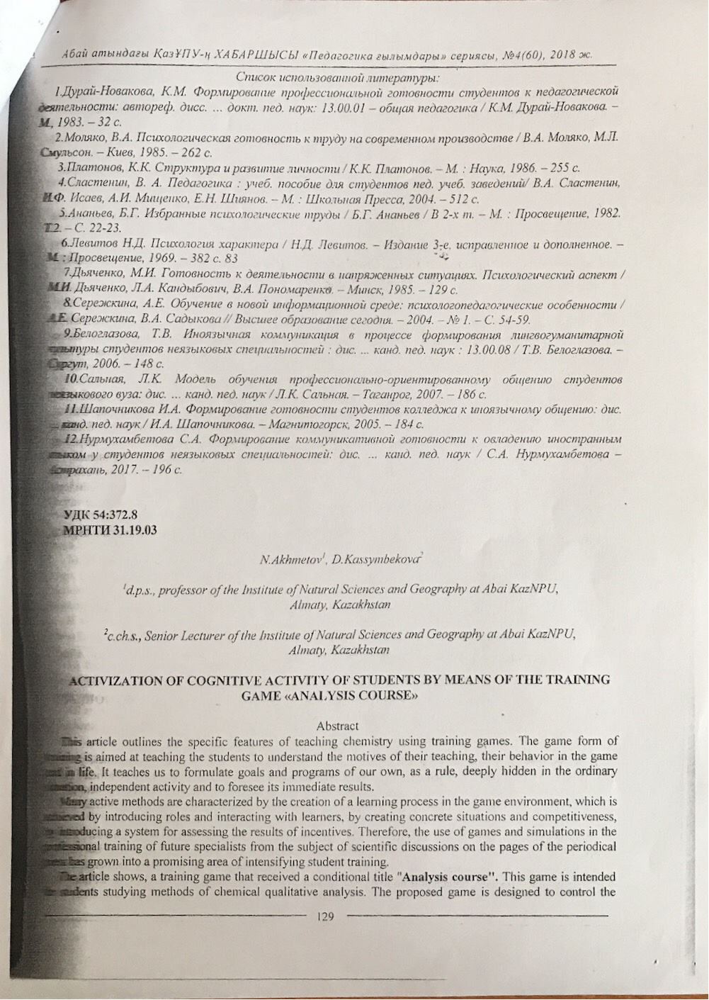 Абай атындағы ҚазҰПУ-ң ХАБАРШЫСЫ «Педагогика ғылымдары» сериясы, №4(60), 2018 ж.
Список использованной литературы:
1.Дурай-Новакова, К.М. Формирование профессиональной готовности студентов к педагогической
деятельности: автореф. дисс. ... докт. пед. наук: 13.00.01 – общая педагогика / К.М. Дурай-Новакова. –
М., 1983. – 32 с.
2.Моляко, В.А. Психологическая готовность к труду на современном производстве / В.А. Моляко, М.Л.
Смульсон. – Киев, 1985. – 262 с.
3.Платонов, К.К. Структура и развитие личности / К.К. Платонов. – М. : Наука, 1986. – 255 с.
4.Сластенин, В. А. Педагогика : учеб. пособие для студентов пед. учеб. заведений/ В.А. Сластенин,
И.Ф. Исаев, А.И. Мищенко, Е.Н. Шиянов. – М. : Школьная Пресса, 2004. – 512 с.
5.Ананьев, Б.Г. Избранные психологические труды / Б.Г. Ананьев / В 2-х т. – М. : Просвещение, 1982.
Т.2. – С. 22-23.
6.Левитов Н.Д. Психология характера / Н.Д. Левитов. – Издание 3-е, исправленное и дополненное. –
М. : Просвещение, 1969. – 382 с. 83
7.Дьяченко, М.И. Готовность к деятельности в напряженных ситуациях. Психологический аспект /
М.И. Дьяченко, Л.А. Кандыбович, В.А. Пономаренко. – Минск, 1985. – 129 с.
8.Сережкина, А.Е. Обучение в новой информационной среде: психологопедагогические особенности /
А.Е. Сережкина, В.А. Садыкова // Высшее образование сегодня. – 2004. – № 1. – С. 54-59.
9.Белоглазова, Т.В. Иноязычная коммуникация в процессе формирования лингвогуманитарной
культуры студентов неязыковых специальностей : дис. ... канд. пед. наук : 13.00.08 / Т.В. Белоглазова. –
Сургут, 2006. – 148 с.
10.Сальная, Л.К. Модель обучения профессионально-ориентированному общению студентов
неязыкового вуза: дис. ... канд. пед. наук / Л.К. Сальная. – Таганрог, 2007. – 186 с.
11.Шапочникова И.А. Формирование готовности студентов колледжа к иноязычному общению: дис.
... канд. пед. наук / И.А. Шапочникова. – Магнитогорск, 2005. – 184 с.
12.Нурмухамбетова С.А. Формирование коммуникативной готовности к овладению иностранным
языком у студентов неязыковых специальностей: дис. ... канд. пед. наук / С.А. Нурмухамбетова –
Астрахань, 2017. – 196 с.
УДК 54:372.8
МРНТИ 31.19.03
N.Akhmetov¹, D.Kassymbekova²
¹d.p.s., professor of the Institute of Natural Sciences and Geography at Abai KazNPU,
Almaty, Kazakhstan
²c.ch.s., Senior Lecturer of the Institute of Natural Sciences and Geography at Abai KazNPU,
Almaty, Kazakhstan
ACTIVIZATION OF COGNITIVE ACTIVITY OF STUDENTS BY MEANS OF THE TRAINING
GAME «ANALYSIS COURSE»
Abstract
This article outlines the specific features of teaching chemistry using training games. The game form of
training is aimed at teaching the students to understand the motives of their teaching, their behavior in the game
and in life. It teaches us to formulate goals and programs of our own, as a rule, deeply hidden in the ordinary
independent activity and to foresee its immediate results.
Many active methods are characterized by the creation of a learning process in the game environment, which is
achieved by introducing roles and interacting with learners, by creating concrete situations and competitiveness,
introducing a system for assessing the results of incentives. Therefore, the use of games and simulations in the
professional training of future specialists from the subject of scientific discussions on the pages of the periodical
has grown into a promising area of intensifying student training.
The article shows, a training game that received a conditional title "Analysis course". This game is intended
students studying methods of chemical qualitative analysis. The proposed game is designed to control the
129